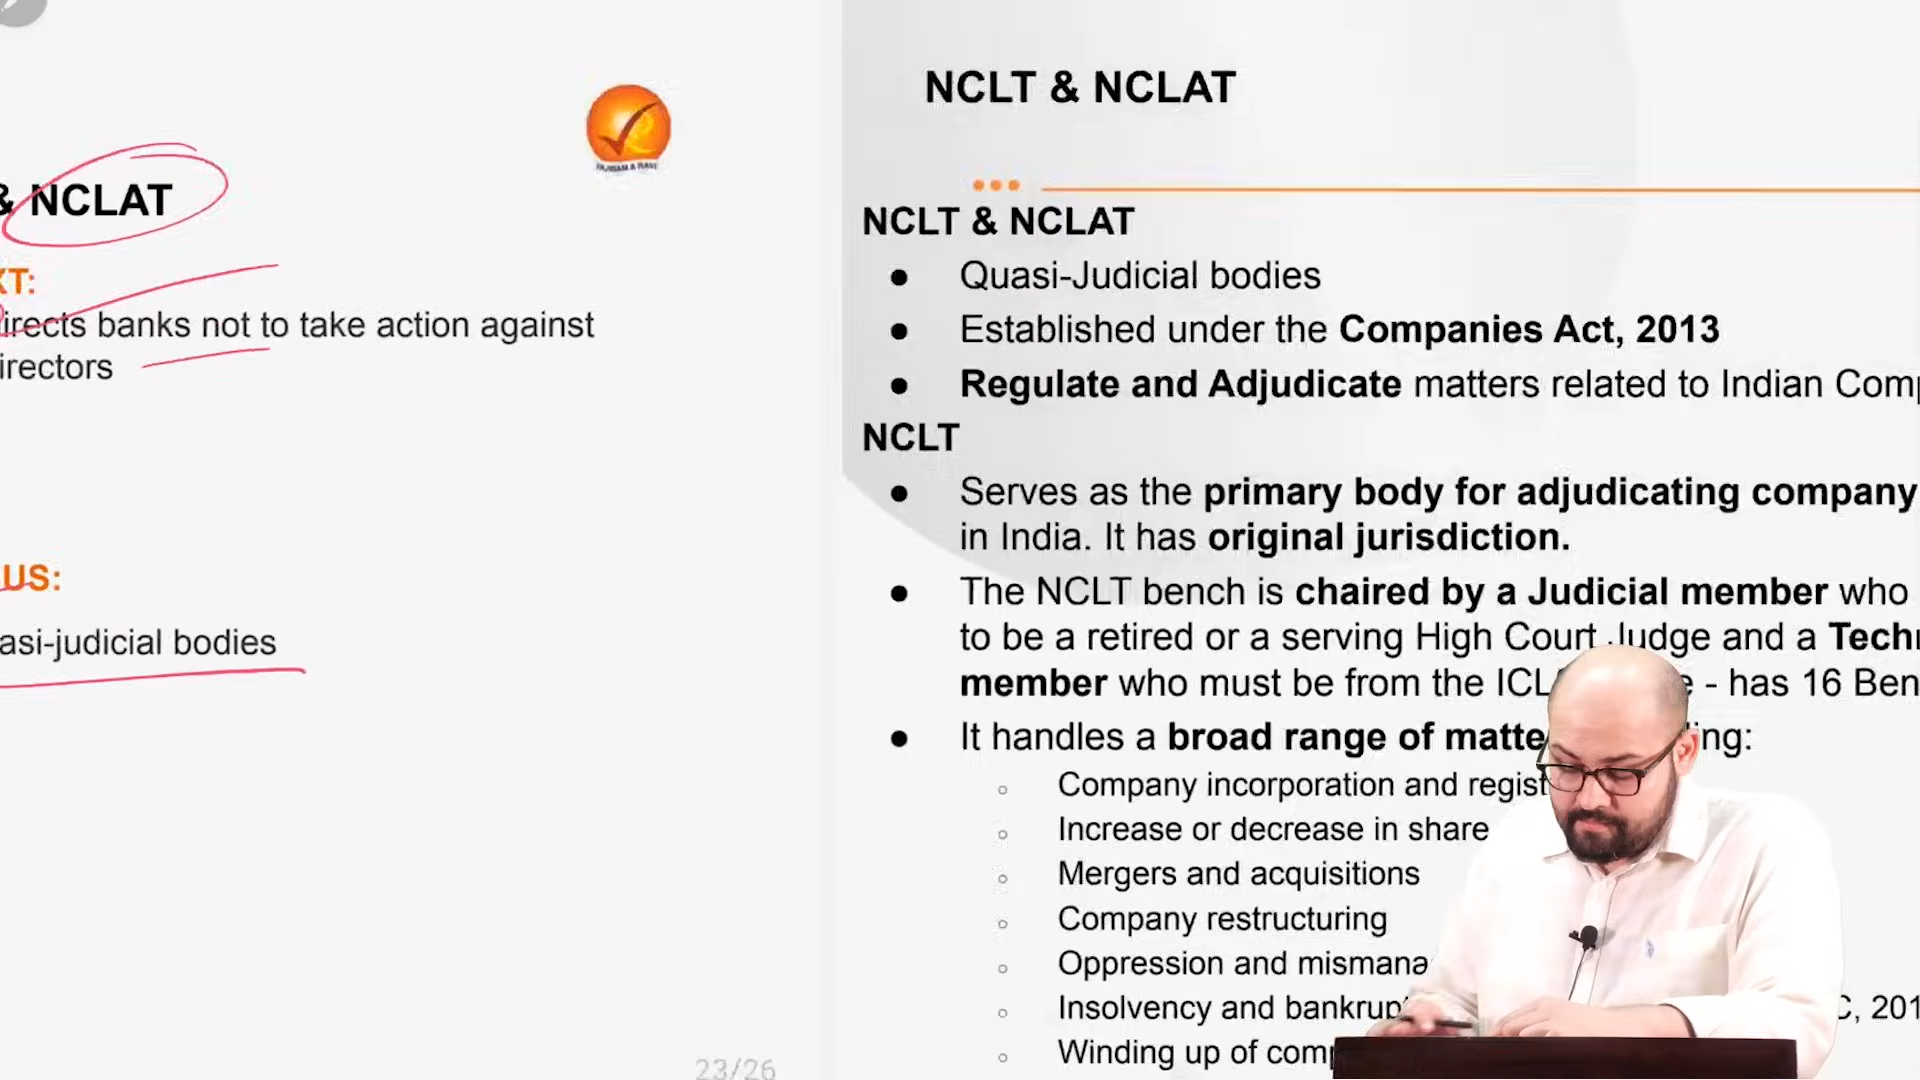 & NCLAT
XT:
irects banks not to take action against
irectors
US:
asi-judicial bodies
23/26
NCLT & NCLAT
NCLT & NCLAT
● Quasi-Judicial bodies
● Established under the Companies Act, 2013
● Regulate and Adjudicate matters related to Indian Comp
NCLT
● Serves as the primary body for adjudicating company
in India. It has original jurisdiction.
● The NCLT bench is chaired by a Judicial member who
to be a retired or a serving High Court Judge and a Tech
member who must be from the ICL - has 16 Ben
● It handles a broad range of matte ing:
○ Company incorporation and regist
○ Increase or decrease in share
○ Mergers and acquisitions
○ Company restructuring
○ Oppression and mismana
○ Insolvency and bankrupt C, 201
○ Winding up of comp